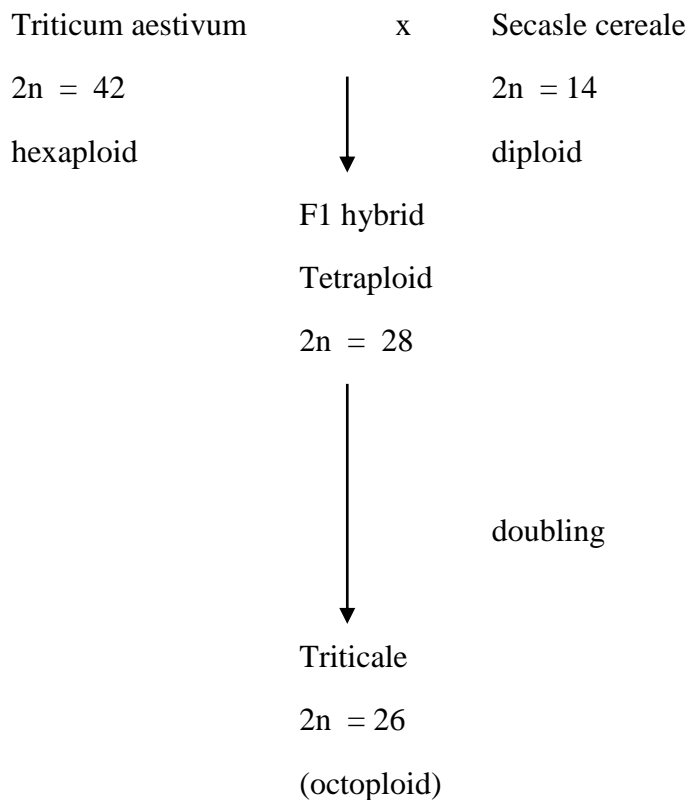 Triticum aestivum x Secasle cereale
2n = 42 2n = 14
hexaploid diploid
F1 hybrid
Tetraploid
2n = 28
doubling
Triticale
2n = 26
(octoploid)